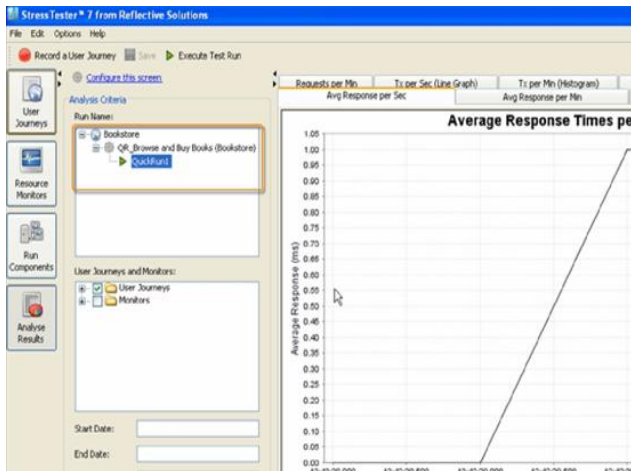 StressTester™ 7 from Reflective Solutions
File Edit Options Help
Record a User Journey Save Execute Test Run
User Journeys
Resource Monitors
Run Components
Analyse Results
Configure this screen
Analysis Criteria
Run Name:
Bookstore
QR_Browse and Buy Books (Bookstore)
QuickRun1
User Journeys and Monitors:
User Journeys
Monitors
Start Date:
End Date:
Requests per Min Tx per Sec (Line Graph) Tx per Min (Histogram)
Avg Response per Sec Avg Response per Min
Average Response Times pe
Average Response (ms)
1.05
1.00
0.95
0.90
0.85
0.80
0.75
0.70
0.65
0.60
0.55
0.50
0.45
0.40
0.35
0.30
0.25
0.20
0.15
0.10
0.05
0.00